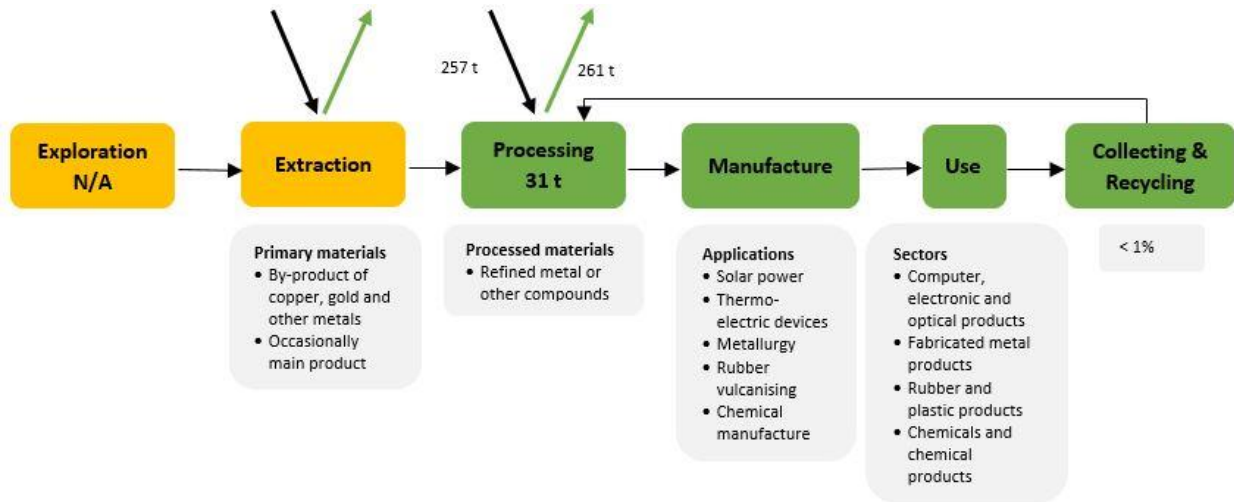 257 t
261 t
Exploration
N/A
Extraction
Processing
31 t
Manufacture
Use
Collecting &
Recycling
Primary materials
• By-product of
copper, gold and
other metals
• Occasionally
main product
Processed materials
• Refined metal or
other compounds
Applications
• Solar power
• Thermo-
electric devices
• Metallurgy
• Rubber
vulcanising
• Chemical
manufacture
Sectors
• Computer,
electronic and
optical products
• Fabricated metal
products
• Rubber and
plastic products
• Chemicals and
chemical
products
< 1%